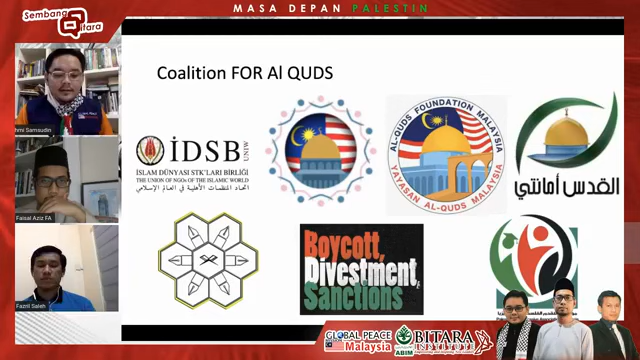 MASA DEPAN PALESTIN
Sembang
itara
Coalition FOR Al QUDS
hmi Samsudin
Faisal Aziz FA
Fazril Saleh
İDSB
UNIW
İSLAM DÜNYASI STK'LARI BİRLİĞİ
THE UNION OF NGOs OF THE ISLAMIC WORLD
اتحاد المنظمات الأهلية في العالم الإسلامي
AL-QUDS FOUNDATION MALAYSIA
YAYASAN AL-QUDS MALAYSIA
القدس أمانتي
Boycott,
Divestment,
Sanctions
GLOBAL PEACE
Malaysia
ABIM
BITARA
INSTITUTE